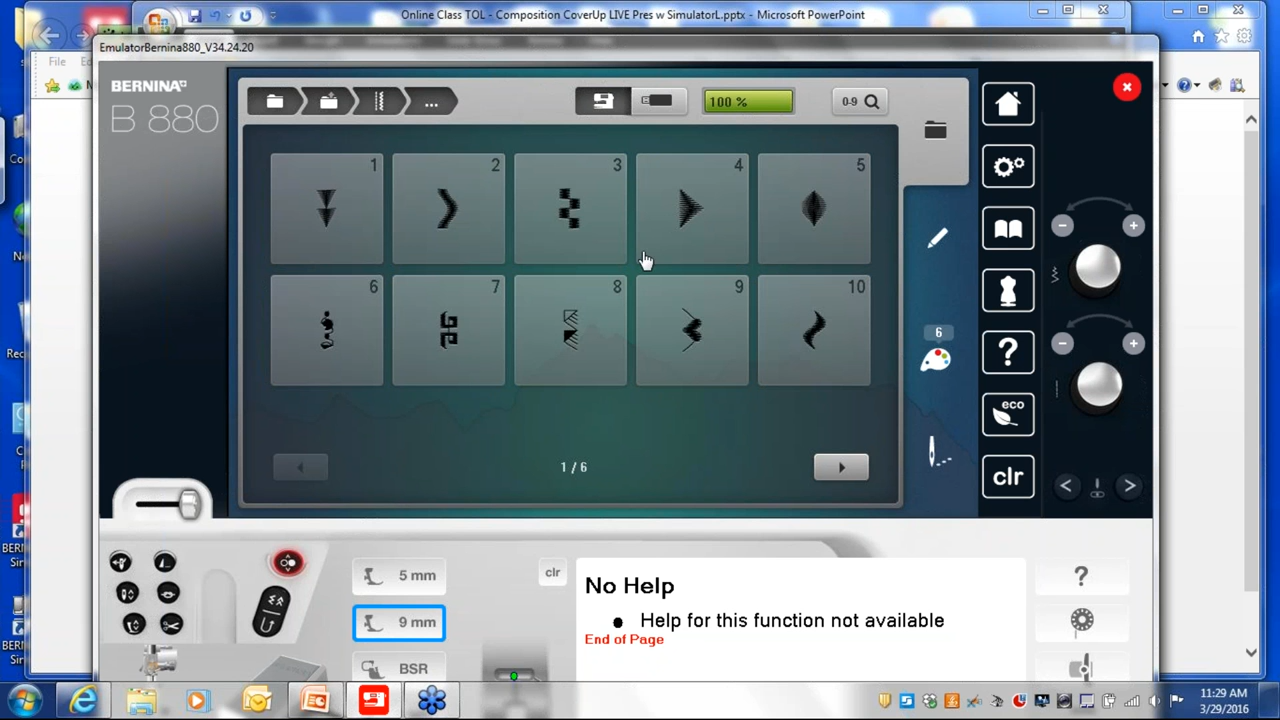 Online Class TOL - Composition CoverUp LIVE Pres w SimulatorL.pptx - Microsoft PowerPoint
EmulatorBernina880_V34.24.20
File
BERNINA
B 880
...
100 %
0-9
1
2
3
4
5
6
7
8
9
10
6
?
eco
1 / 6
clr
5 mm
clr
No Help
?
• Help for this function not available
9 mm
End of Page
BSR
11:29 AM
3/29/2016